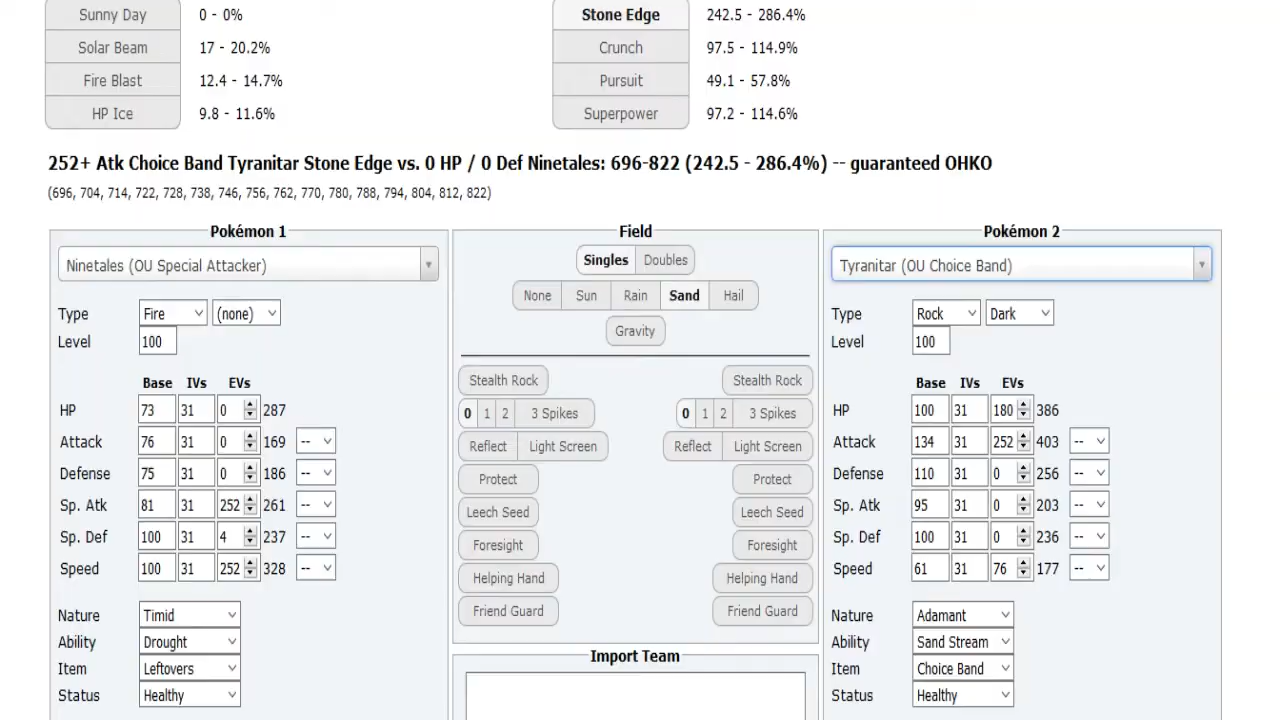 Sunny Day 0 - 0% Stone Edge 242.5 - 286.4%
Solar Beam 17 - 20.2% Crunch 97.5 - 114.9%
Fire Blast 12.4 - 14.7% Pursuit 49.1 - 57.8%
HP Ice 9.8 - 11.6% Superpower 97.2 - 114.6%
252+ Atk Choice Band Tyranitar Stone Edge vs. 0 HP / 0 Def Ninetales: 696-822 (242.5 - 286.4%) -- guaranteed OHKO
(696, 704, 714, 722, 728, 738, 746, 756, 762, 770, 780, 788, 794, 804, 812, 822)
Pokémon 1
Ninetales (OU Special Attacker)
Type Fire (none)
Level 100
Base IVs EVs
HP 73 31 0 287
Attack 76 31 0 169 --
Defense 75 31 0 186 --
Sp. Atk 81 31 252 261 --
Sp. Def 100 31 4 237 --
Speed 100 31 252 328 --
Nature Timid
Ability Drought
Item Leftovers
Status Healthy
Field
Singles Doubles
None Sun Rain Sand Hail
Gravity
Stealth Rock Stealth Rock
0 1 2 3 Spikes 0 1 2 3 Spikes
Reflect Light Screen Reflect Light Screen
Protect Protect
Leech Seed Leech Seed
Foresight Foresight
Helping Hand Helping Hand
Friend Guard Friend Guard
Import Team
Pokémon 2
Tyranitar (OU Choice Band)
Type Rock Dark
Level 100
Base IVs EVs
HP 100 31 180 386
Attack 134 31 252 403 --
Defense 110 31 0 256 --
Sp. Atk 95 31 0 203 --
Sp. Def 100 31 0 236 --
Speed 61 31 76 177 --
Nature Adamant
Ability Sand Stream
Item Choice Band
Status Healthy